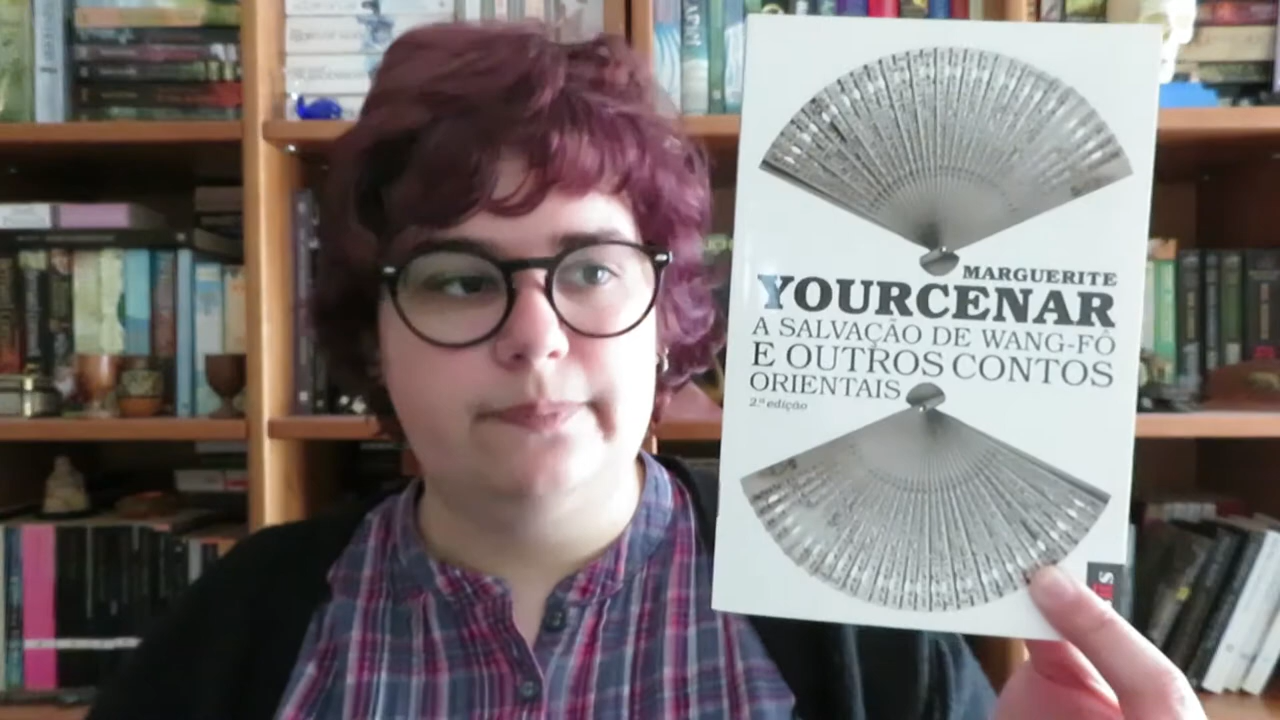 MARGUERITE
YOURCENAR
A SALVAÇÃO DE WANG-FÔ
E OUTROS CONTOS
ORIENTAIS
2.ª edição